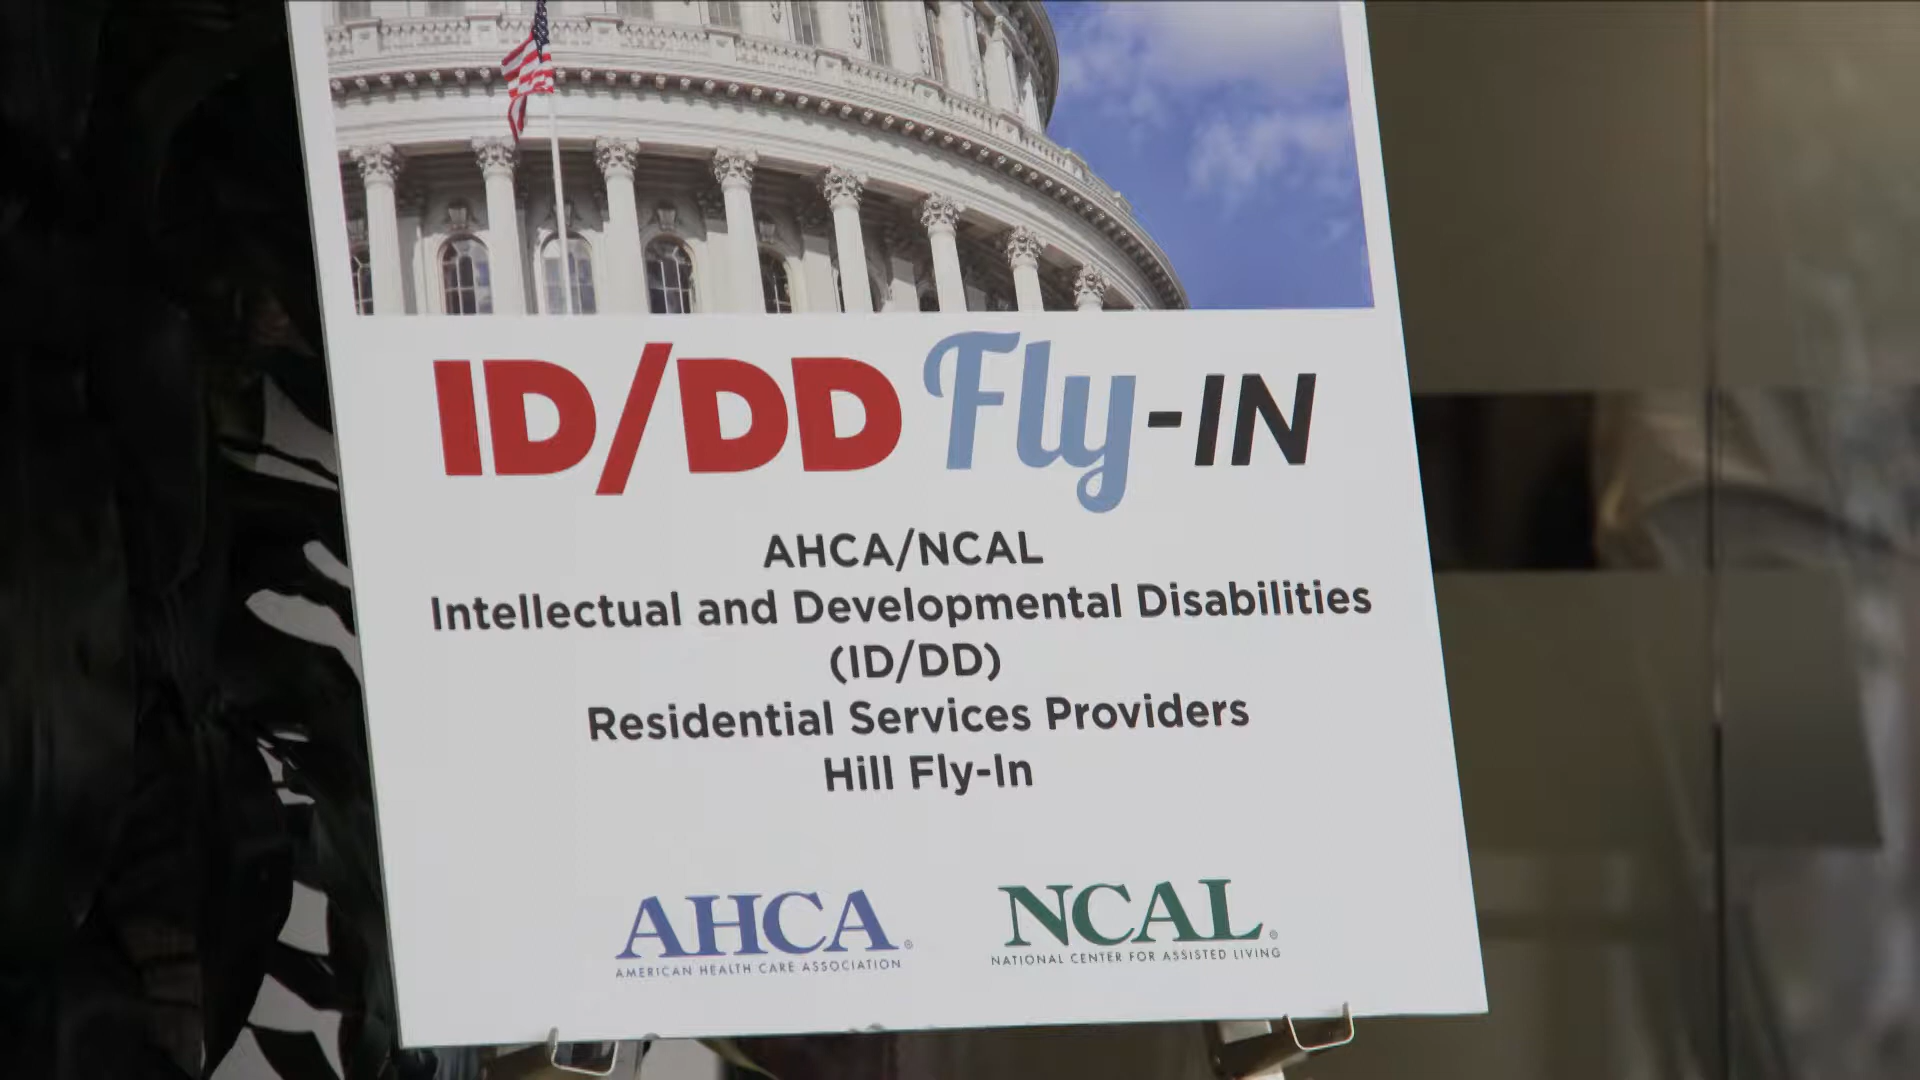 ID/DD Fly-IN
AHCA/NCAL
Intellectual and Developmental Disabilities
(ID/DD)
Residential Services Providers
Hill Fly-In
AHCA®
AMERICAN HEALTH CARE ASSOCIATION
NCAL®
NATIONAL CENTER FOR ASSISTED LIVING